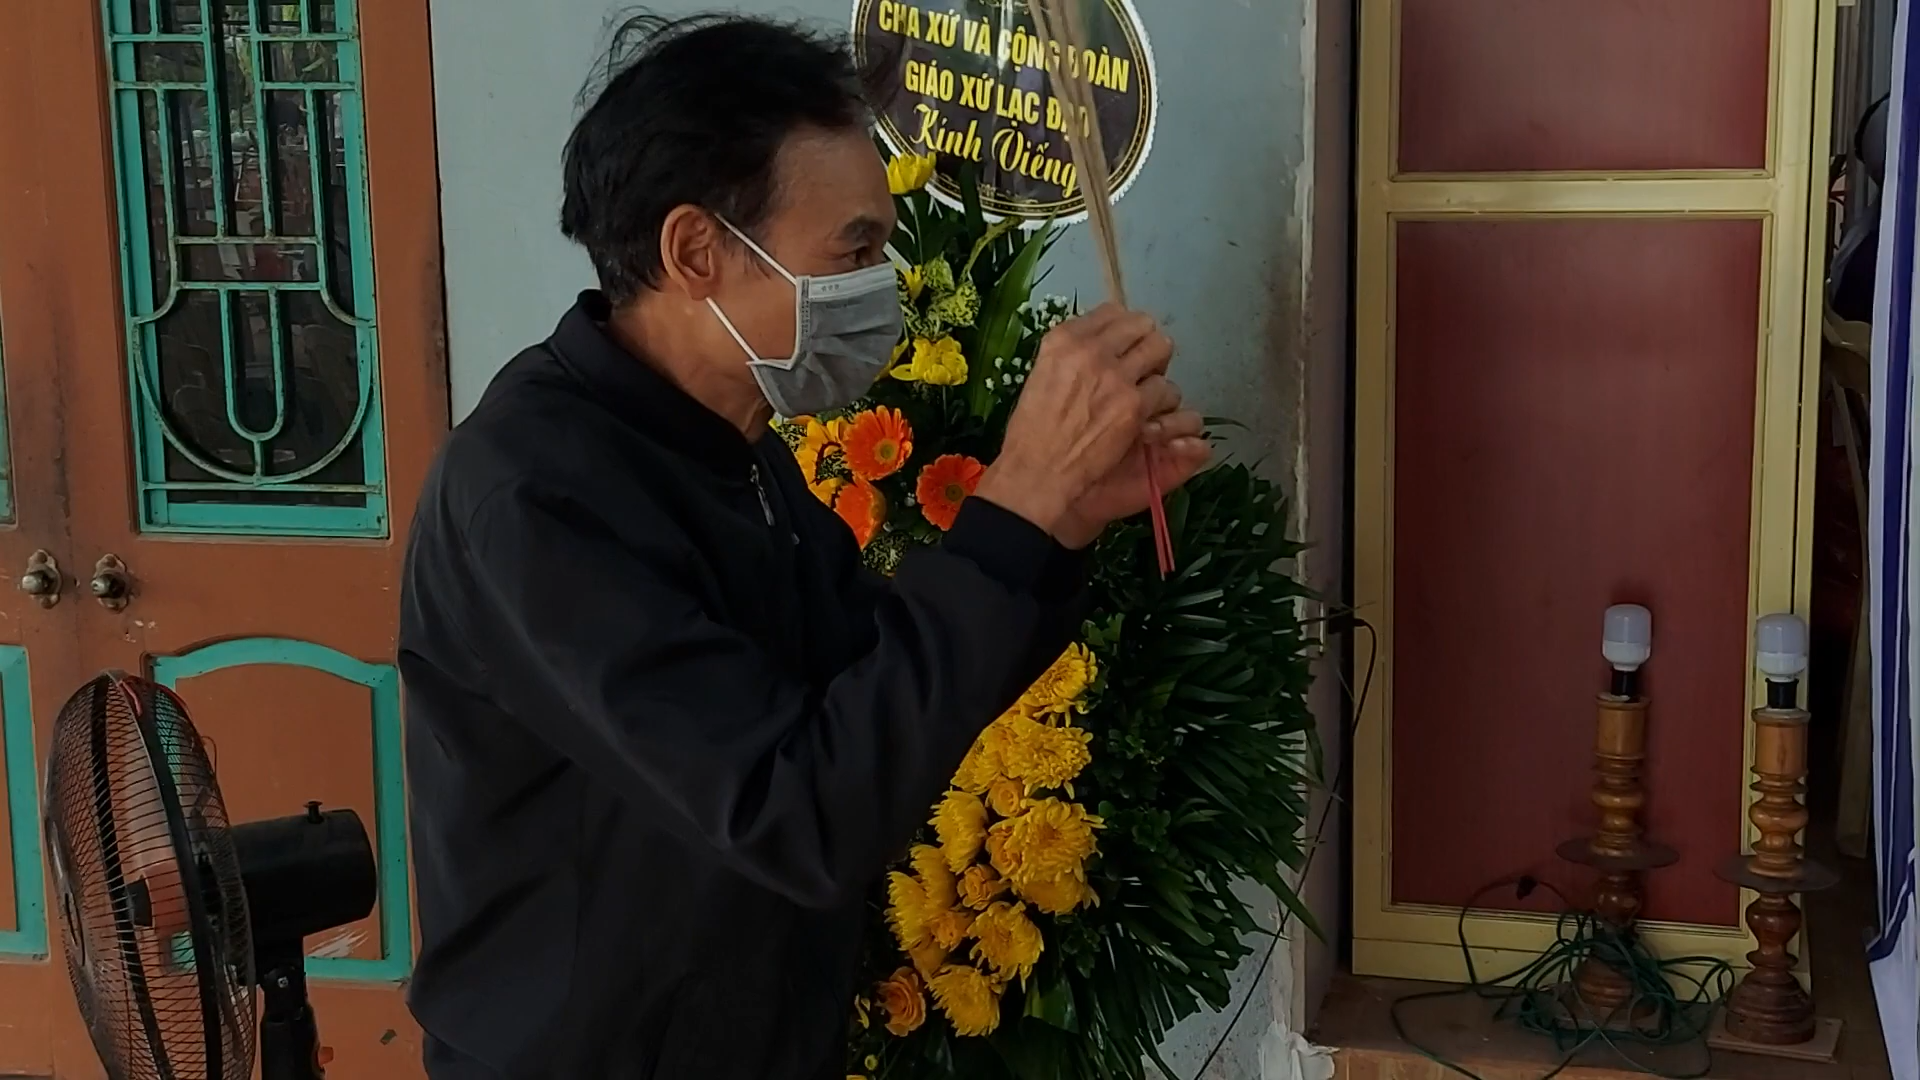 CHA XỨ VÀ CỘNG ĐOÀN
GIÁO XỨ LẠC ĐẠO
Kính Viếng